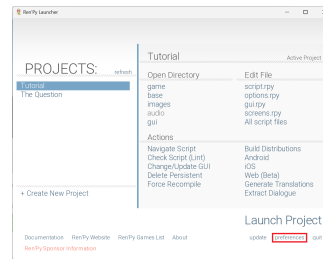 Ren'Py Launcher
PROJECTS:
refresh
Tutorial
The Question
+ Create New Project
Tutorial
Active Project
Open Directory
game
base
images
audio
gui
Edit File
script.rpy
options.rpy
gui.rpy
screens.rpy
All script files
Actions
Navigate Script
Check Script (Lint)
Change/Update GUI
Delete Persistent
Force Recompile
Build Distributions
Android
iOS
Web (Beta)
Generate Translations
Extract Dialogue
Launch Project
Documentation Ren'Py Website Ren'Py Games List About
update preferences quit
Ren'Py Sponsor Information